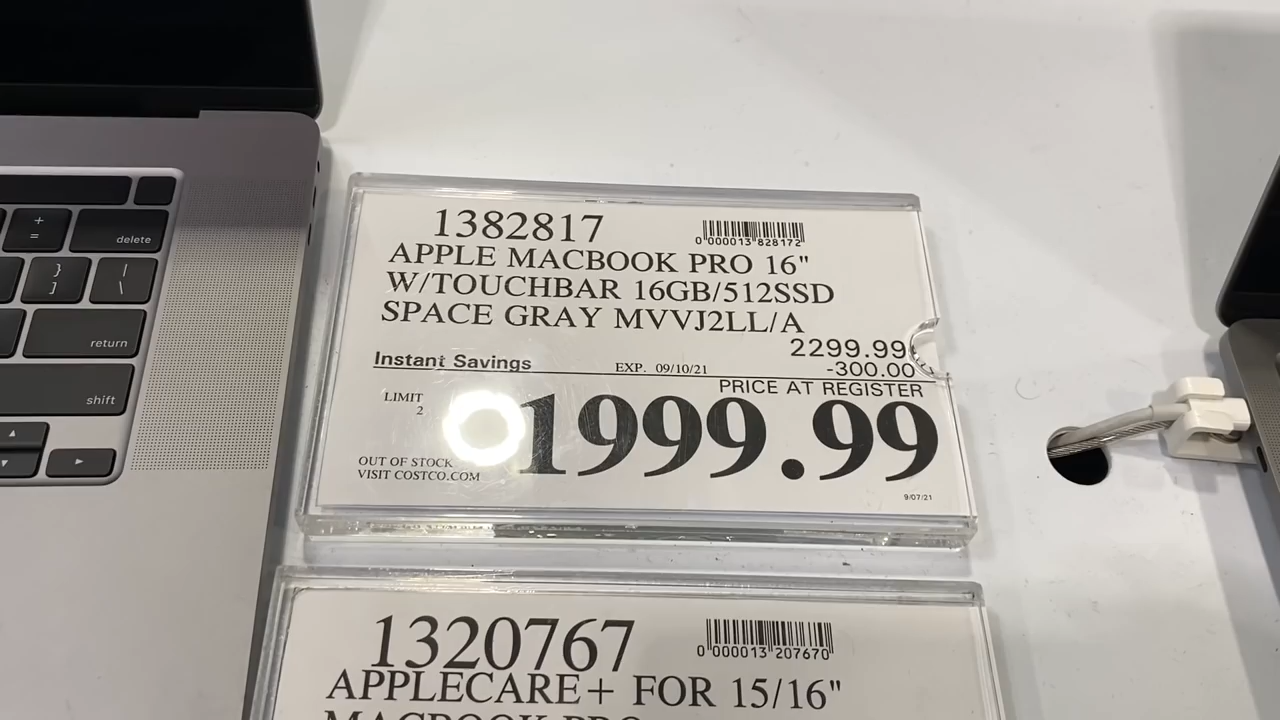 +
=
delete
}
]
{
[
|
\
return
shift
1382817
0 000013 828172
APPLE MACBOOK PRO 16"
W/TOUCHBAR 16GB/512SSD
SPACE GRAY MVVJ2LL/A
2299.99
Instant Savings EXP. 09/10/21 -300.00
PRICE AT REGISTER
LIMIT
2
1999.99
OUT OF STOCK
VISIT COSTCO.COM
9/07/21
1320767
0 000013 207670
APPLECARE+ FOR 15/16"
MACBOOK PRO